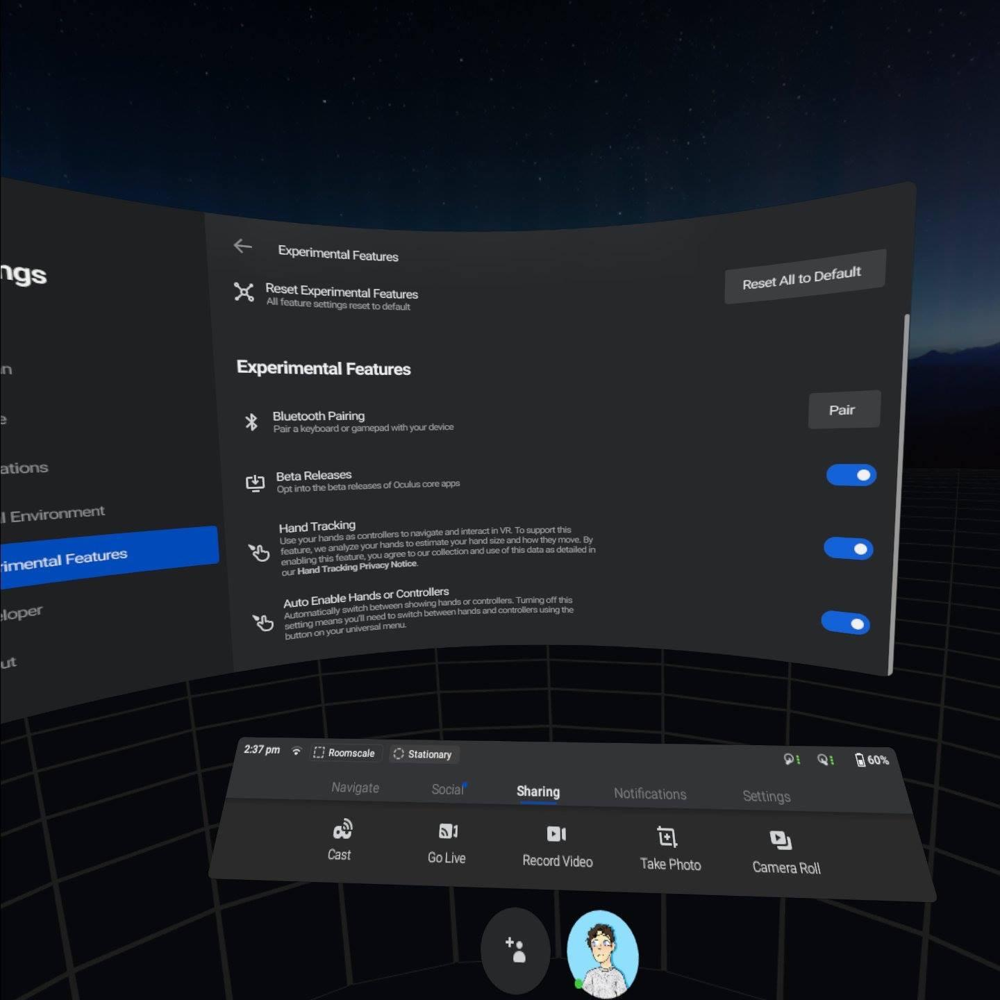 ngs
n
e
ations
l Environment
rimental Features
eloper
ut
Experimental Features
Reset Experimental Features
All feature settings reset to default
Reset All to Default
Experimental Features
Bluetooth Pairing
Pair a keyboard or gamepad with your device
Pair
Beta Releases
Opt into the beta releases of Oculus core apps
Hand Tracking
Use your hands as controllers to navigate and interact in VR. To support this
feature, we analyze your hands to estimate your hand size and how they move. By
enabling this feature, you agree to our collection and use of this data as detailed in
our Hand Tracking Privacy Notice.
Auto Enable Hands or Controllers
Automatically switch between showing hands or controllers. Turning off this
setting means you'll need to switch between hands and controllers using the
button on your universal menu.
2:37 pm Roomscale Stationary 60%
Navigate Social Sharing Notifications Settings
Cast Go Live Record Video Take Photo Camera Roll